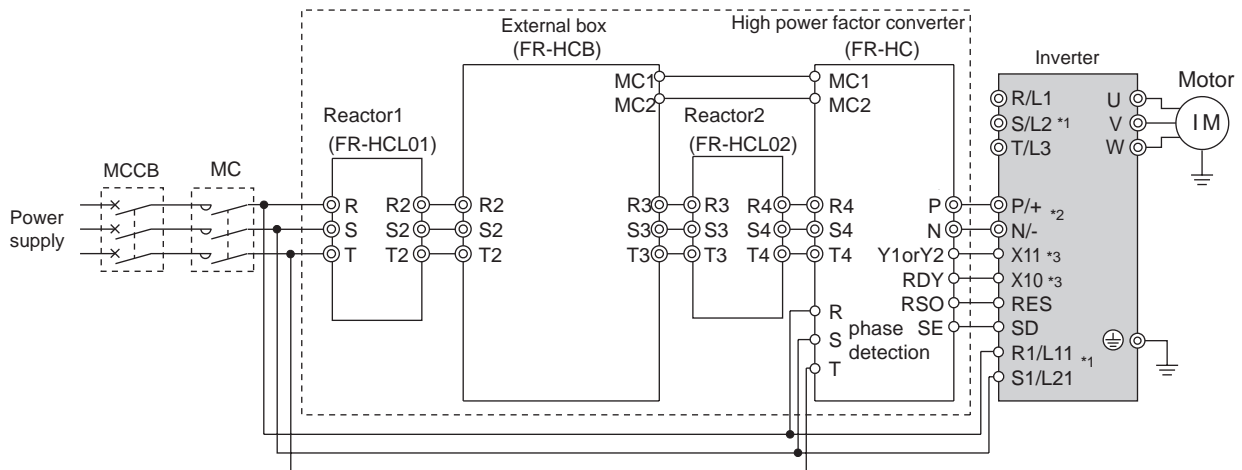 External box
(FR-HCB)
High power factor converter
(FR-HC)
Inverter
Motor
MC1
MC2
MC1
MC2
R/L1
S/L2 *1
T/L3
U
V
W
IM
Reactor1
(FR-HCL01)
Reactor2
(FR-HCL02)
MCCB
MC
Power
supply
R
S
T
R2
S2
T2
R2
S2
T2
R3
S3
T3
R3
S3
T3
R4
S4
T4
R4
S4
T4
P
N
Y1orY2
RDY
RSO
SE
P/+
*2
N/-
X11 *3
X10 *3
RES
SD
R1/L11 *1
S1/L21
R
S
T
phase
detection